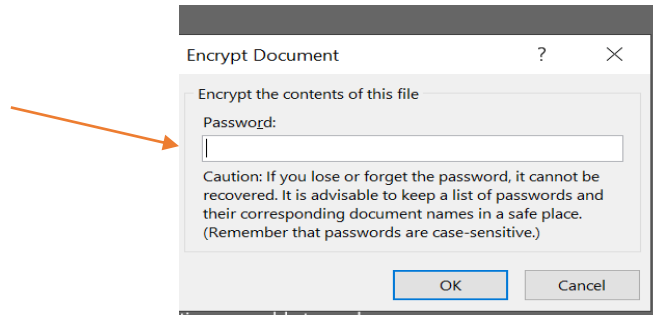 Encrypt Document ? ×
Encrypt the contents of this file
Password:
Caution: If you lose or forget the password, it cannot be
recovered. It is advisable to keep a list of passwords and
their corresponding document names in a safe place.
(Remember that passwords are case-sensitive.)
OK Cancel